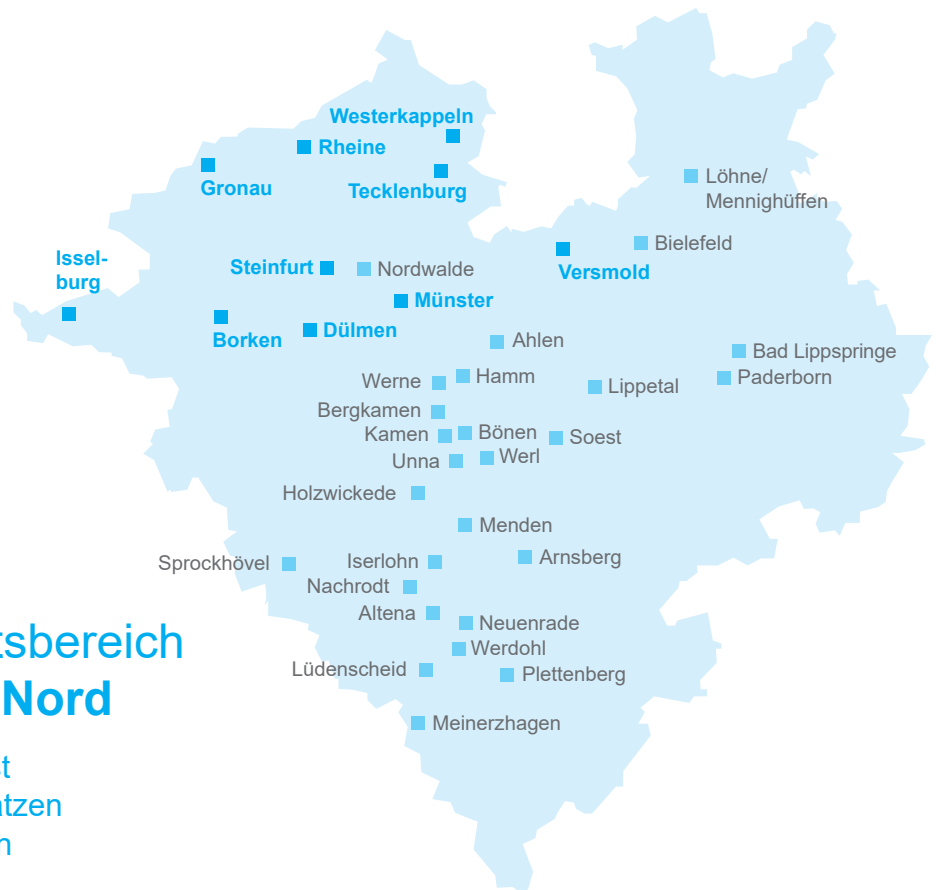 Westerkappeln
Rheine
Gronau
Tecklenburg
Löhne/
Mennighüffen
Bielefeld
Versmold
Issel-
burg
Steinfurt
Nordwalde
Münster
Borken
Dülmen
Ahlen
Bad Lippspringe
Paderborn
Werne
Hamm
Lippetal
Bergkamen
Kamen
Bönen
Soest
Unna
Werl
Holzwickede
Menden
Sprockhövel
Iserlohn
Arnsberg
Nachrodt
Altena
Neuenrade
Werdohl
Lüdenscheid
Plettenberg
Meinerzhagen
tsbereich
Nord
st
itzen
n